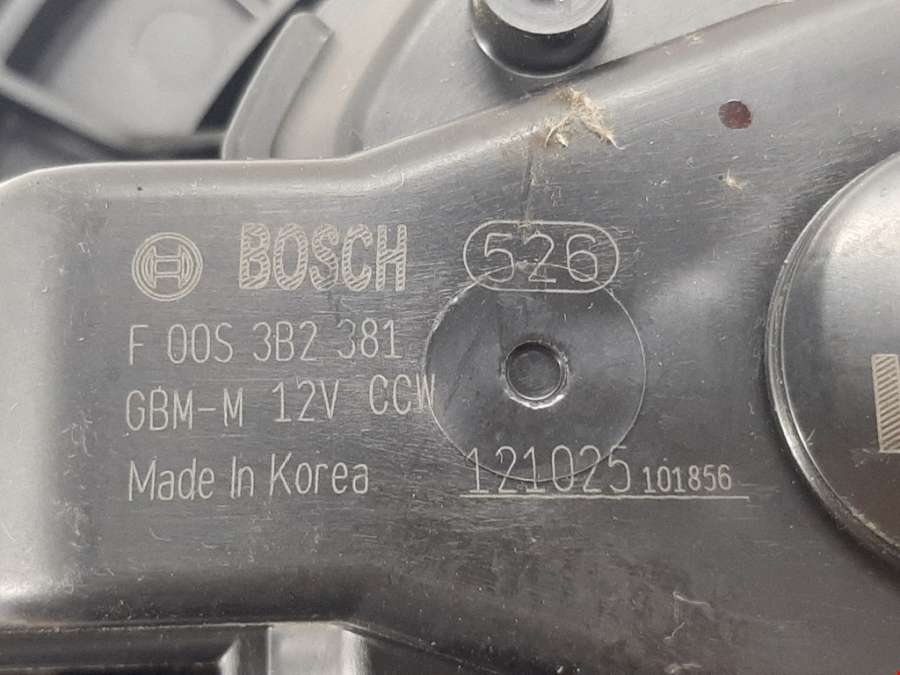 BOSCH 526
F 00S 3B2 381
GBM-M 12V CCW
Made In Korea 121025 101856